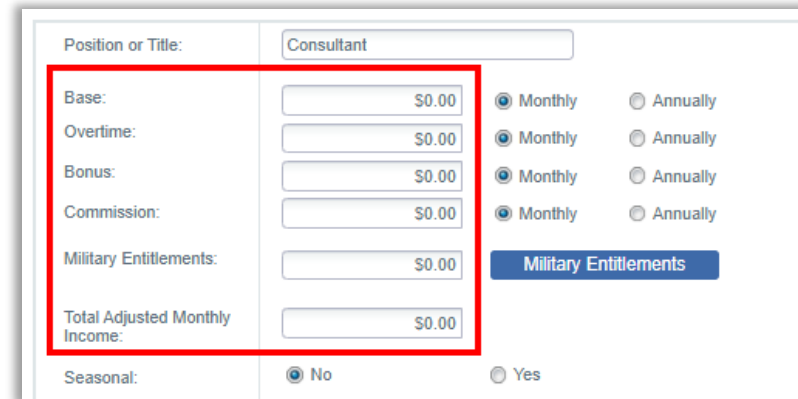 Position or Title: Consultant
Base: $0.00 Monthly Annually
Overtime: $0.00 Monthly Annually
Bonus: $0.00 Monthly Annually
Commission: $0.00 Monthly Annually
Military Entitlements: $0.00 Military Entitlements
Total Adjusted Monthly
Income: $0.00
Seasonal: No Yes